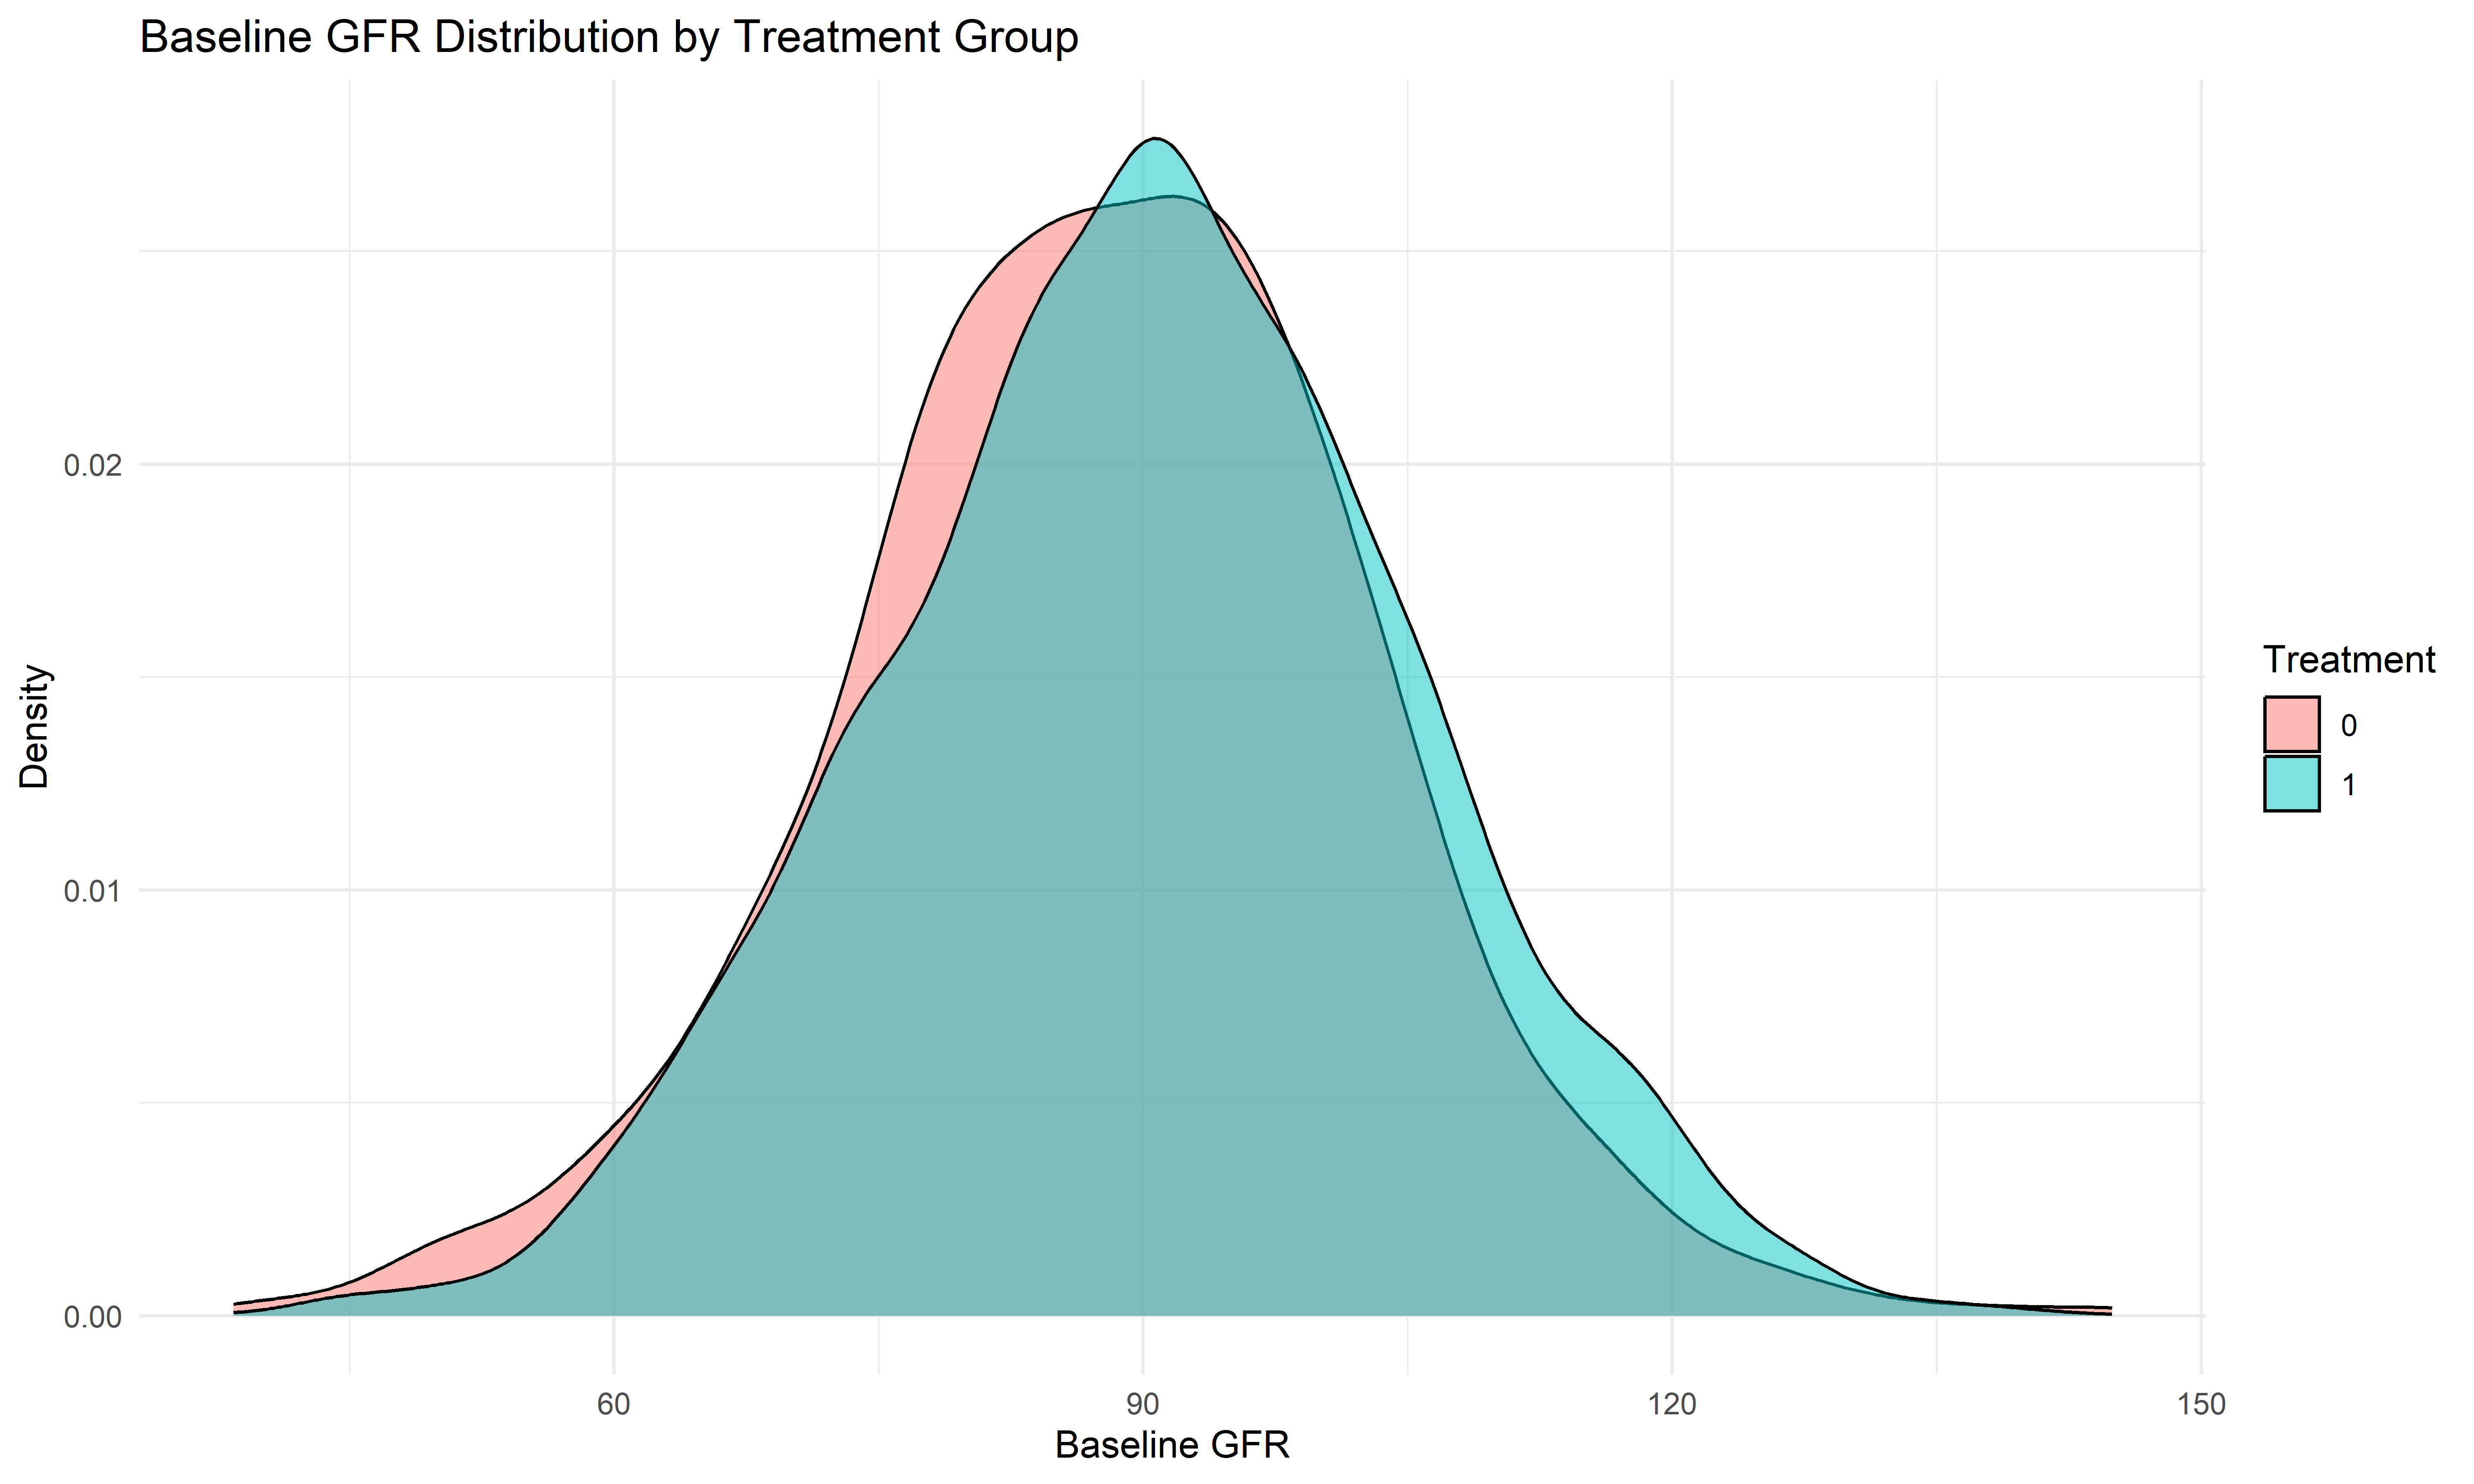 Baseline GFR Distribution by Treatment Group
Density
0.02
0.01
0.00
60
90
120
150
Baseline GFR
Treatment
0
1